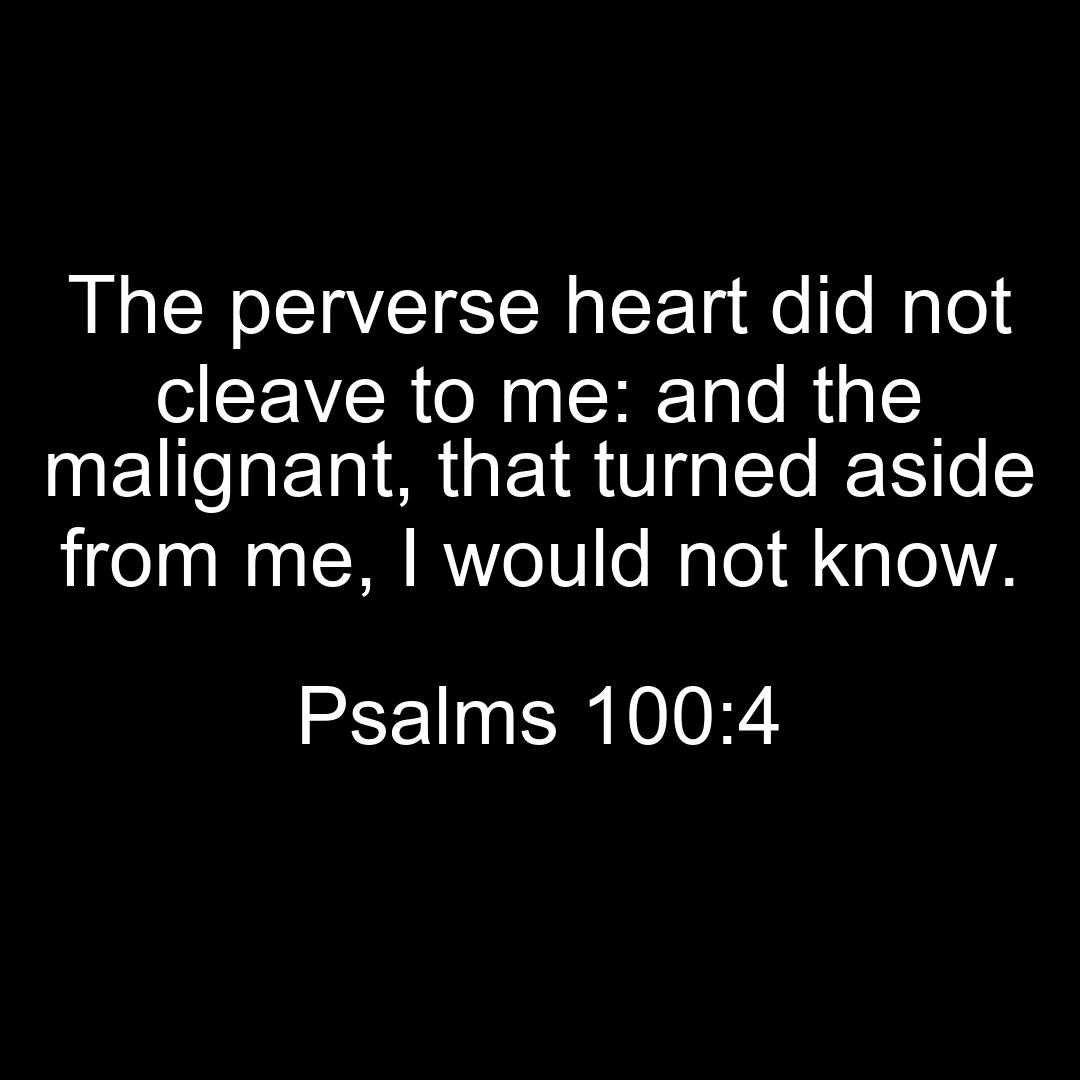 The perverse heart did not
cleave to me: and the
malignant, that turned aside
from me, I would not know.
Psalms 100:4